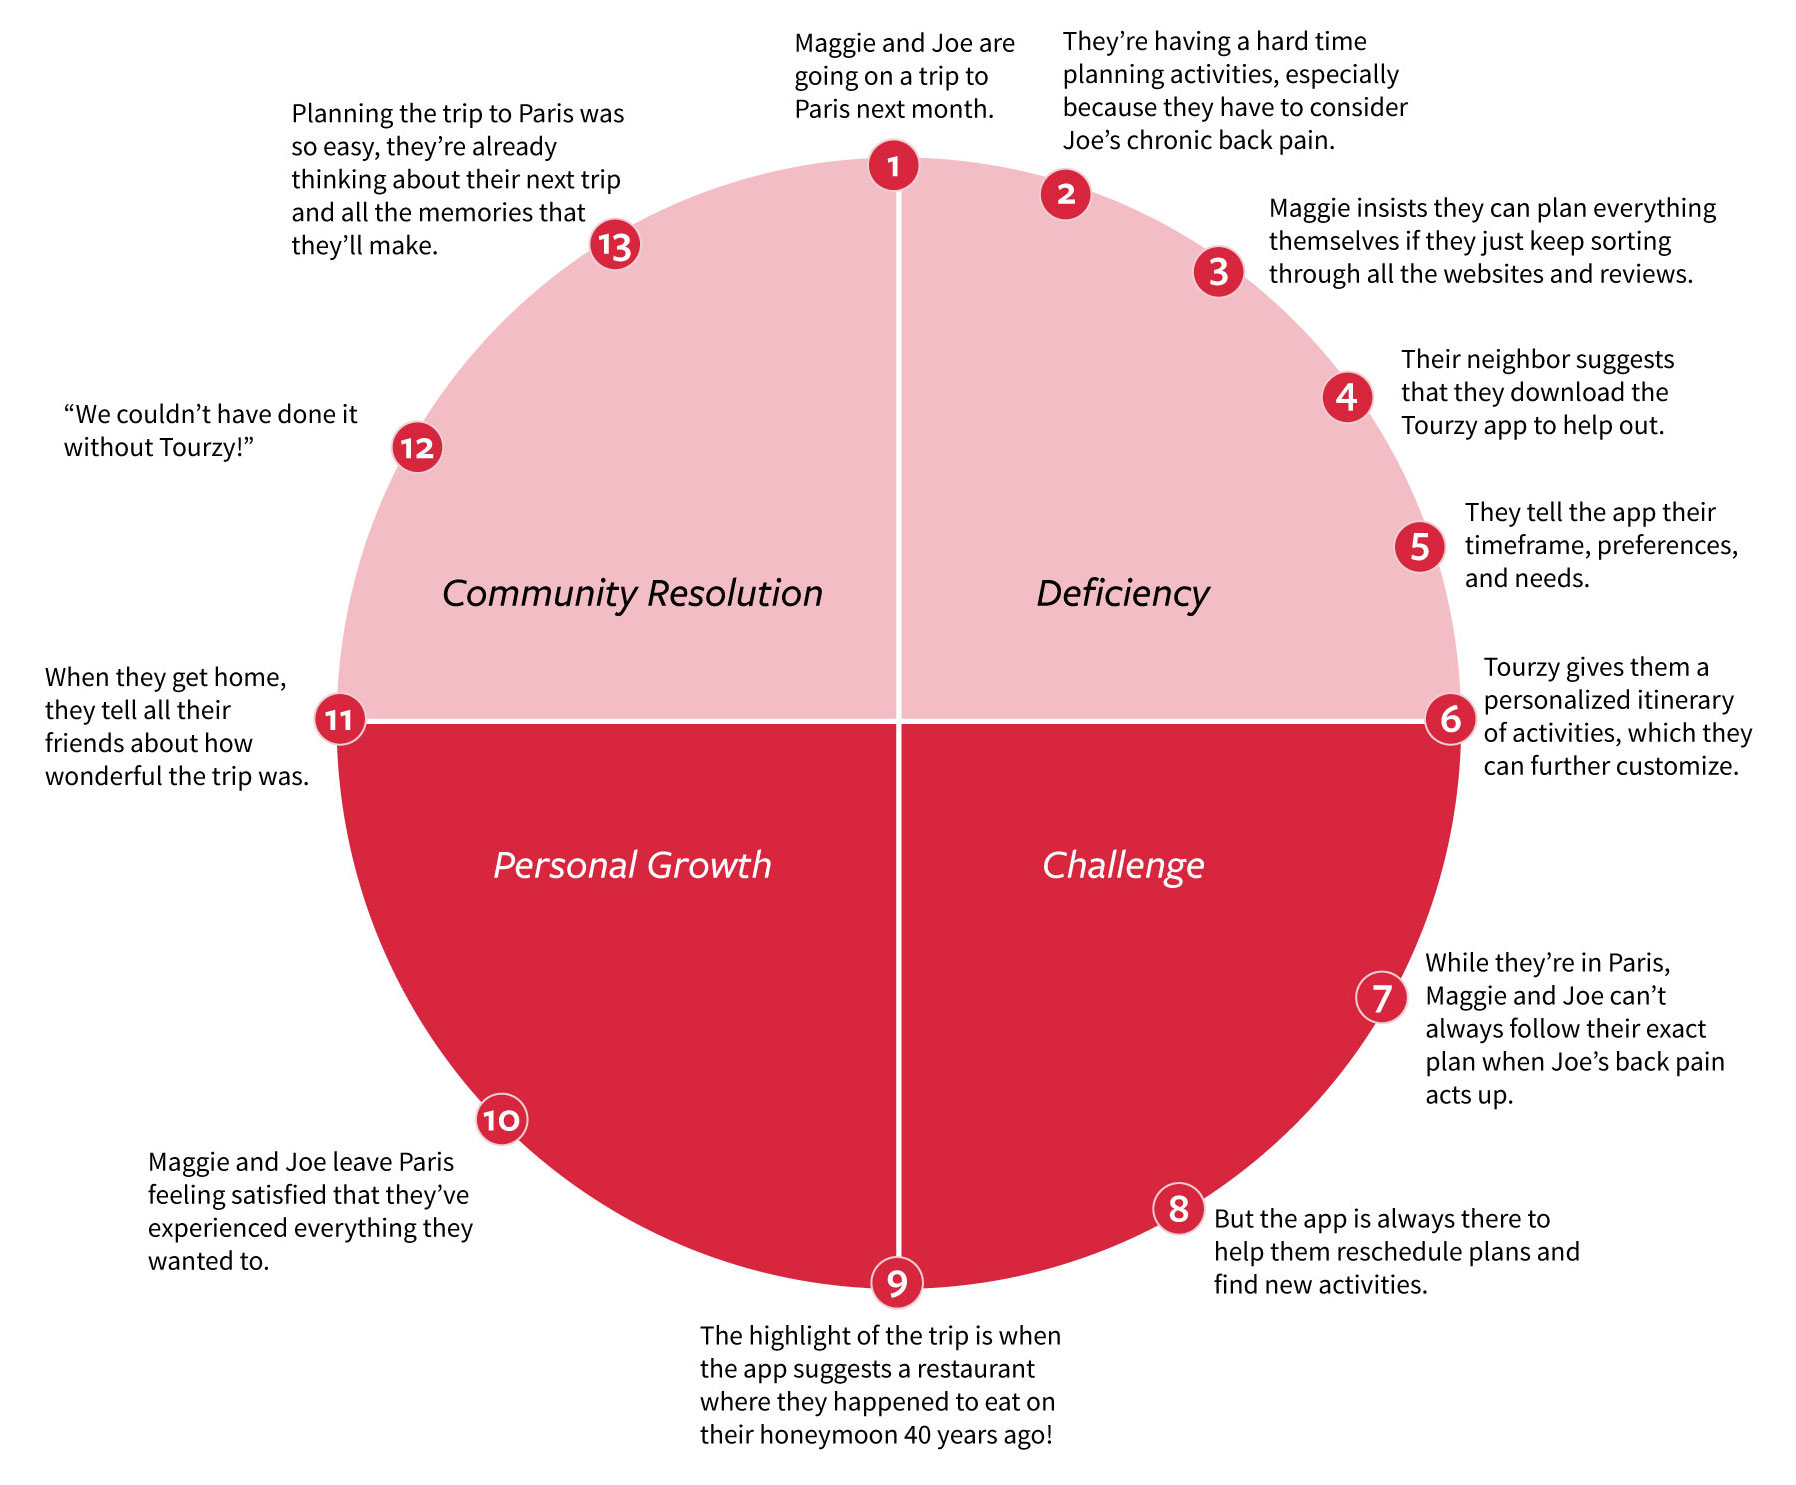 1
Maggie and Joe are
going on a trip to
Paris next month.
2
They’re having a hard time
planning activities, especially
because they have to consider
Joe’s chronic back pain.
3
Maggie insists they can plan everything
themselves if they just keep sorting
through all the websites and reviews.
4
Their neighbor suggests
that they download the
Tourzy app to help out.
5
They tell the app their
timeframe, preferences,
and needs.
6
Tourzy gives them a
personalized itinerary
of activities, which they
can further customize.
7
While they’re in Paris,
Maggie and Joe can’t
always follow their exact
plan when Joe’s back pain
acts up.
8
But the app is always there to
help them reschedule plans and
find new activities.
9
The highlight of the trip is when
the app suggests a restaurant
where they happened to eat on
their honeymoon 40 years ago!
10
Maggie and Joe leave Paris
feeling satisfied that they’ve
experienced everything they
wanted to.
11
When they get home,
they tell all their
friends about how
wonderful the trip was.
12
“We couldn’t have done it
without Tourzy!”
13
Planning the trip to Paris was
so easy, they’re already
thinking about their next trip
and all the memories that
they’ll make.
Community Resolution
Deficiency
Personal Growth
Challenge